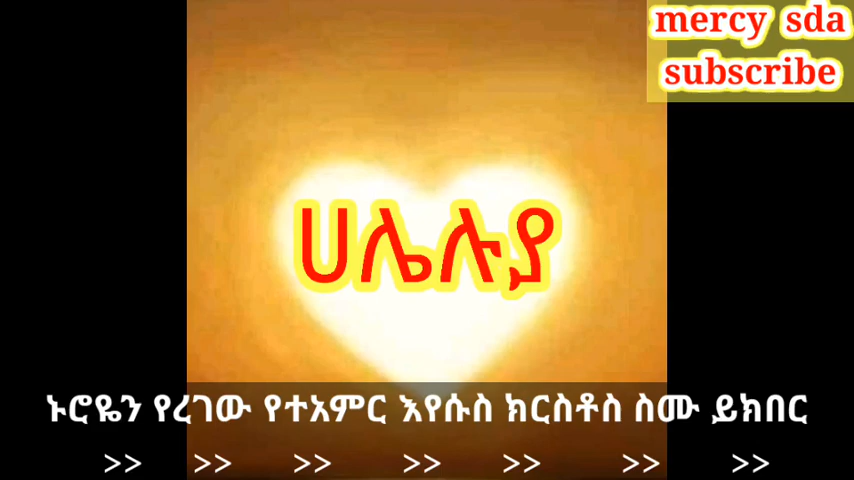 mercy sda
subscribe
ሀሌሉያ
ኑሮዬን የረገው የተአምር እየሱስ ክርስቶስ ስሙ ይክበር
>> >> >> >> >> >> >>